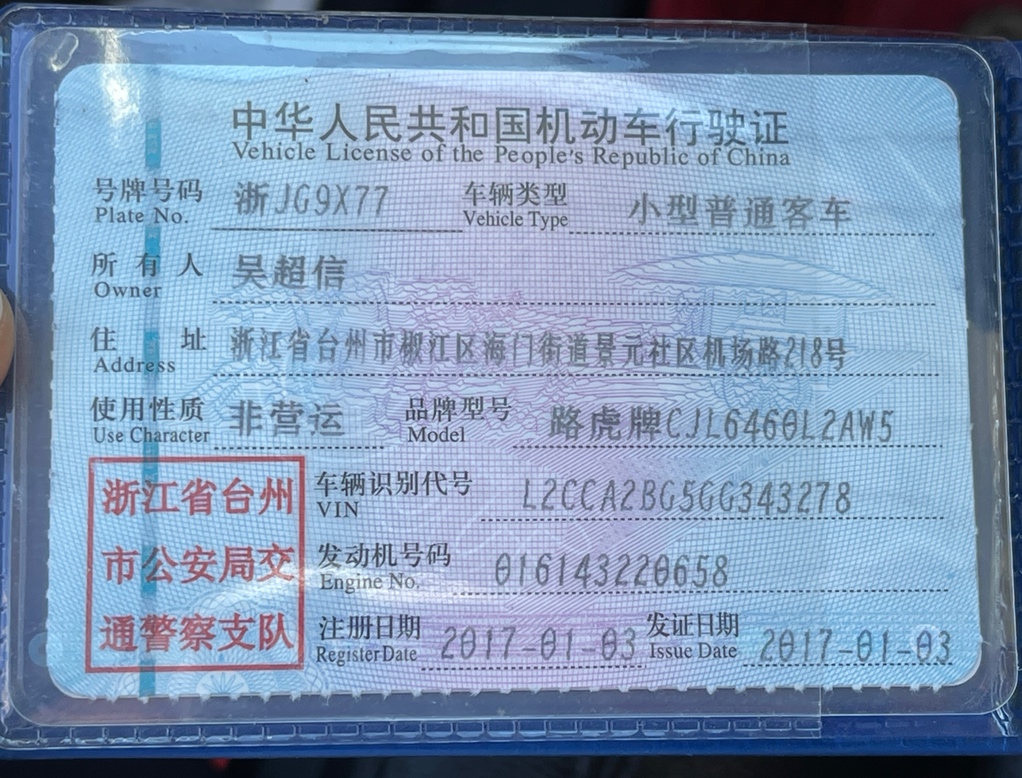 中华人民共和国机动车行驶证
Vehicle License of the People's Republic of China
号牌号码 浙JG9X77 车辆类型 小型普通客车
Plate No. Vehicle Type
所有人 吴超信
Owner
住址 浙江省台州市椒江区海门街道景元社区机场路218号
Address
使用性质 非营运 品牌型号 路虎牌CJL6460L2AW5
Use Character Model
浙江省台州
市公安局交
通警察支队
车辆识别代号 L2CCA2BG5GG343278
VIN
发动机号码 016143220658
Engine No.
注册日期 2017-01-03 发证日期 2017-01-03
Register Date Issue Date